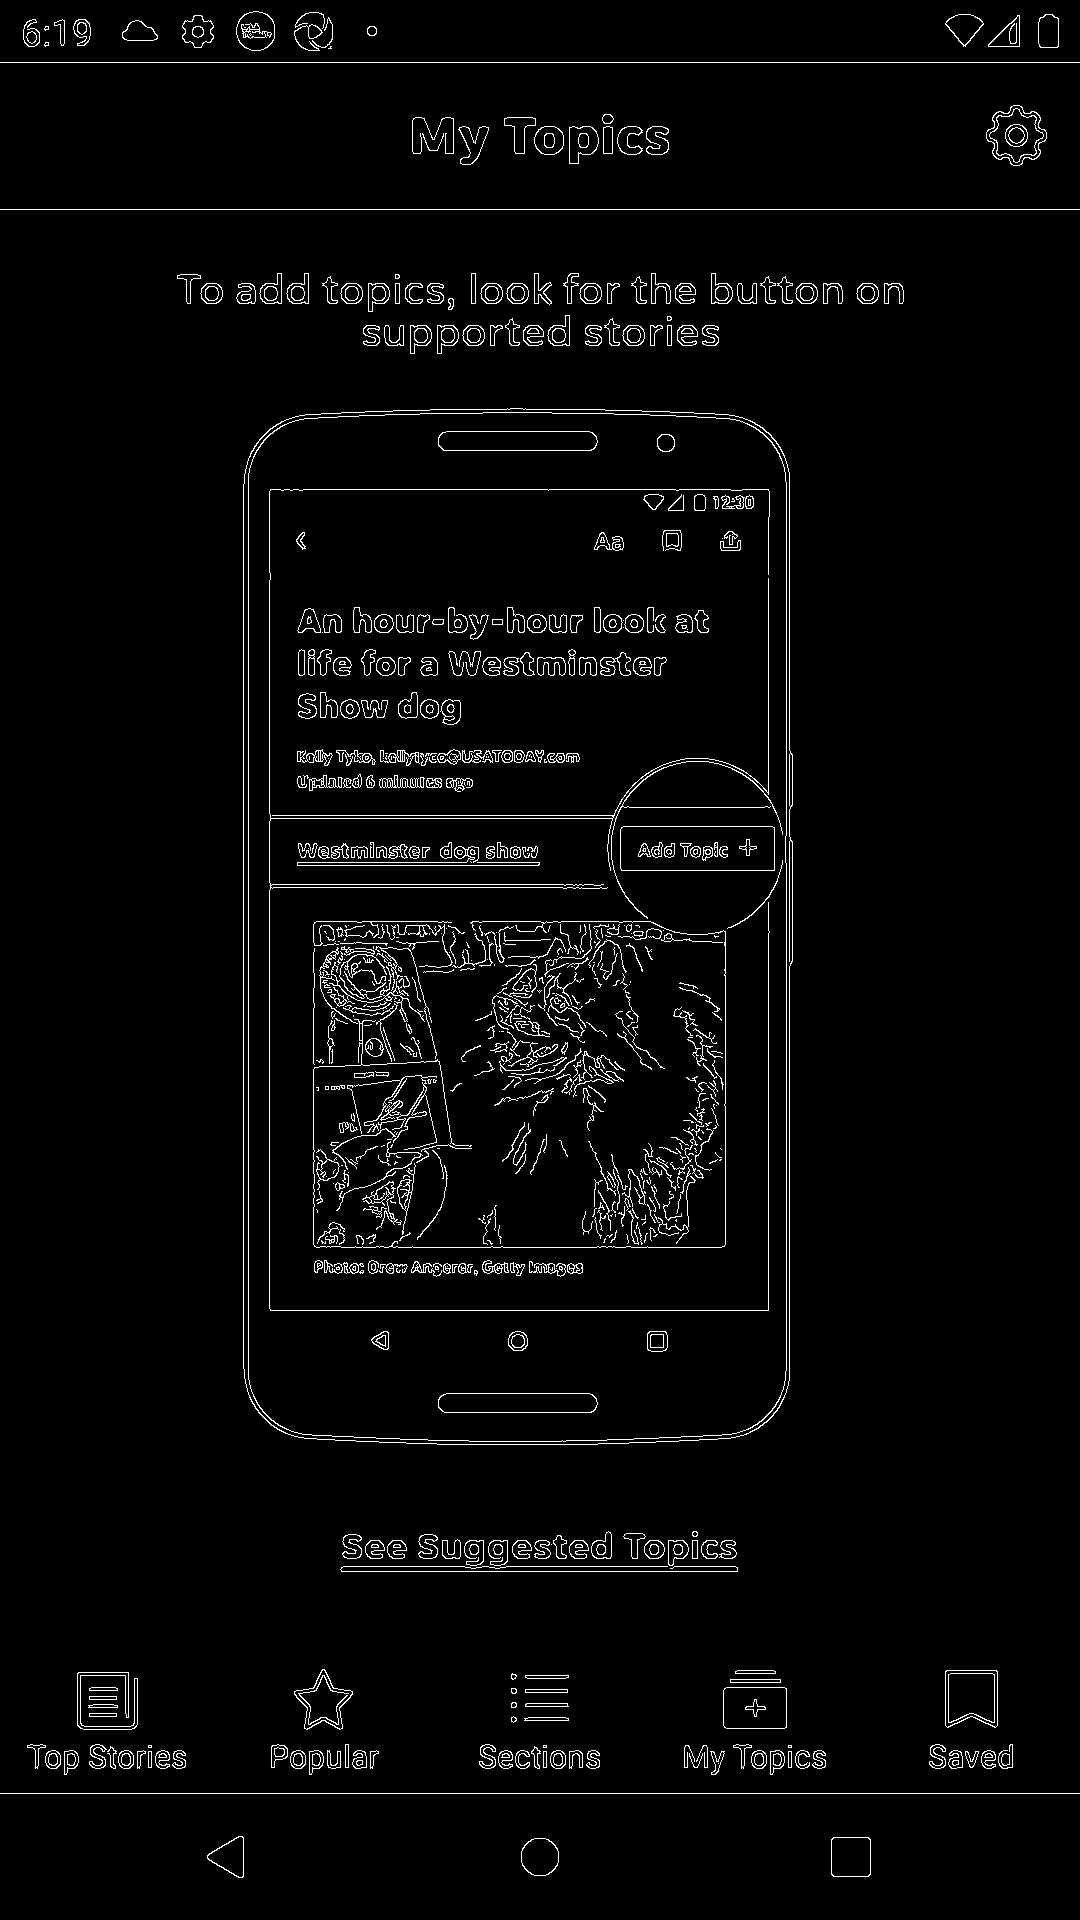 6:19
My Topics
To add topics, look for the button on
supported stories
12:30
Aa
An hour-by-hour look at
life for a Westminster
Show dog
Kelly Tyko, kellytyco@USATODAY.com
Updated 6 minutes ago
Westminster dog show
Add Topic +
Photo: Drew Angerer, Getty Images
See Suggested Topics
Top Stories Popular Sections My Topics Saved